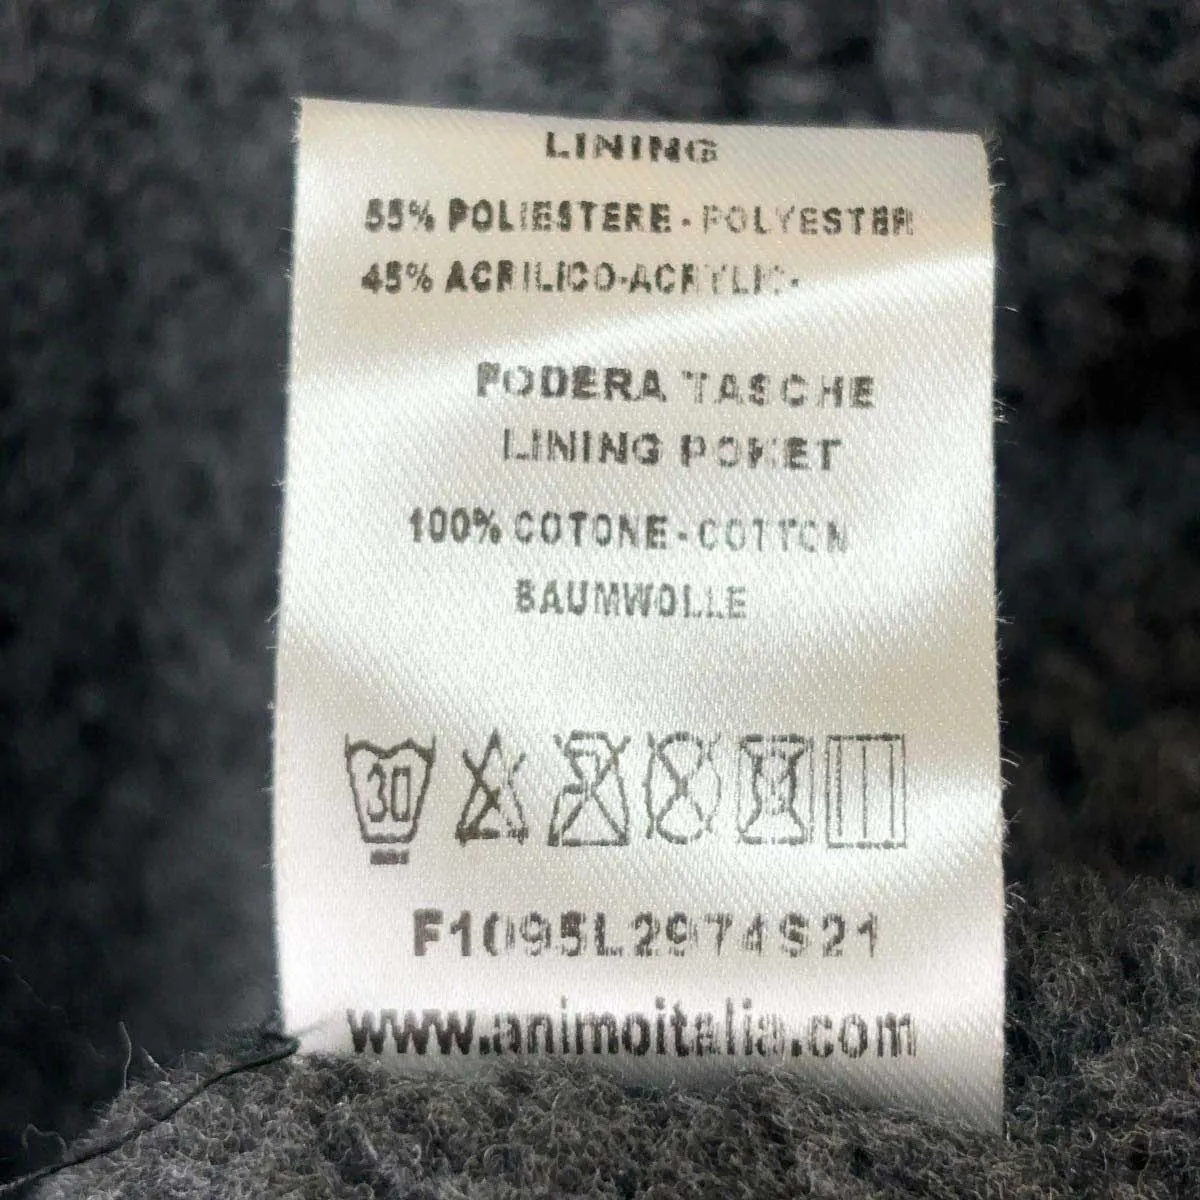 LINING
55% POLIESTERE - POLYESTER
45% ACRILICO-ACRYLIC-
FODERA TASCHE
LINING POKET
100% COTONE - COTTON
BAUMWOLLE
30
F1095L2974S21
www.animoitalia.com